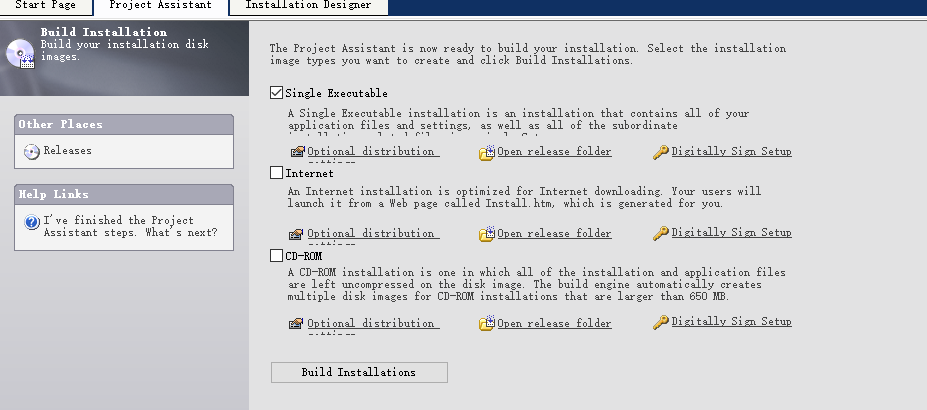 Start Page
Project Assistant
Installation Designer
Build Installation
Build your installation disk
images.
Other Places
Releases
Help Links
I've finished the Project
Assistant steps. What's next?
The Project Assistant is now ready to build your installation. Select the installation
image types you want to create and click Build Installations.
Single Executable
A Single Executable installation is an installation that contains all of your
application files and settings, as well as all of the subordinate
Optional distribution
Open release folder
Digitally Sign Setup
Internet
An Internet installation is optimized for Internet downloading. Your users will
launch it from a Web page called Install.htm, which is generated for you.
Optional distribution
Open release folder
Digitally Sign Setup
CD-ROM
A CD-ROM installation is one in which all of the installation and application files
are left uncompressed on the disk image. The build engine automatically creates
multiple disk images for CD-ROM installations that are larger than 650 MB.
Optional distribution
Open release folder
Digitally Sign Setup
Build Installations